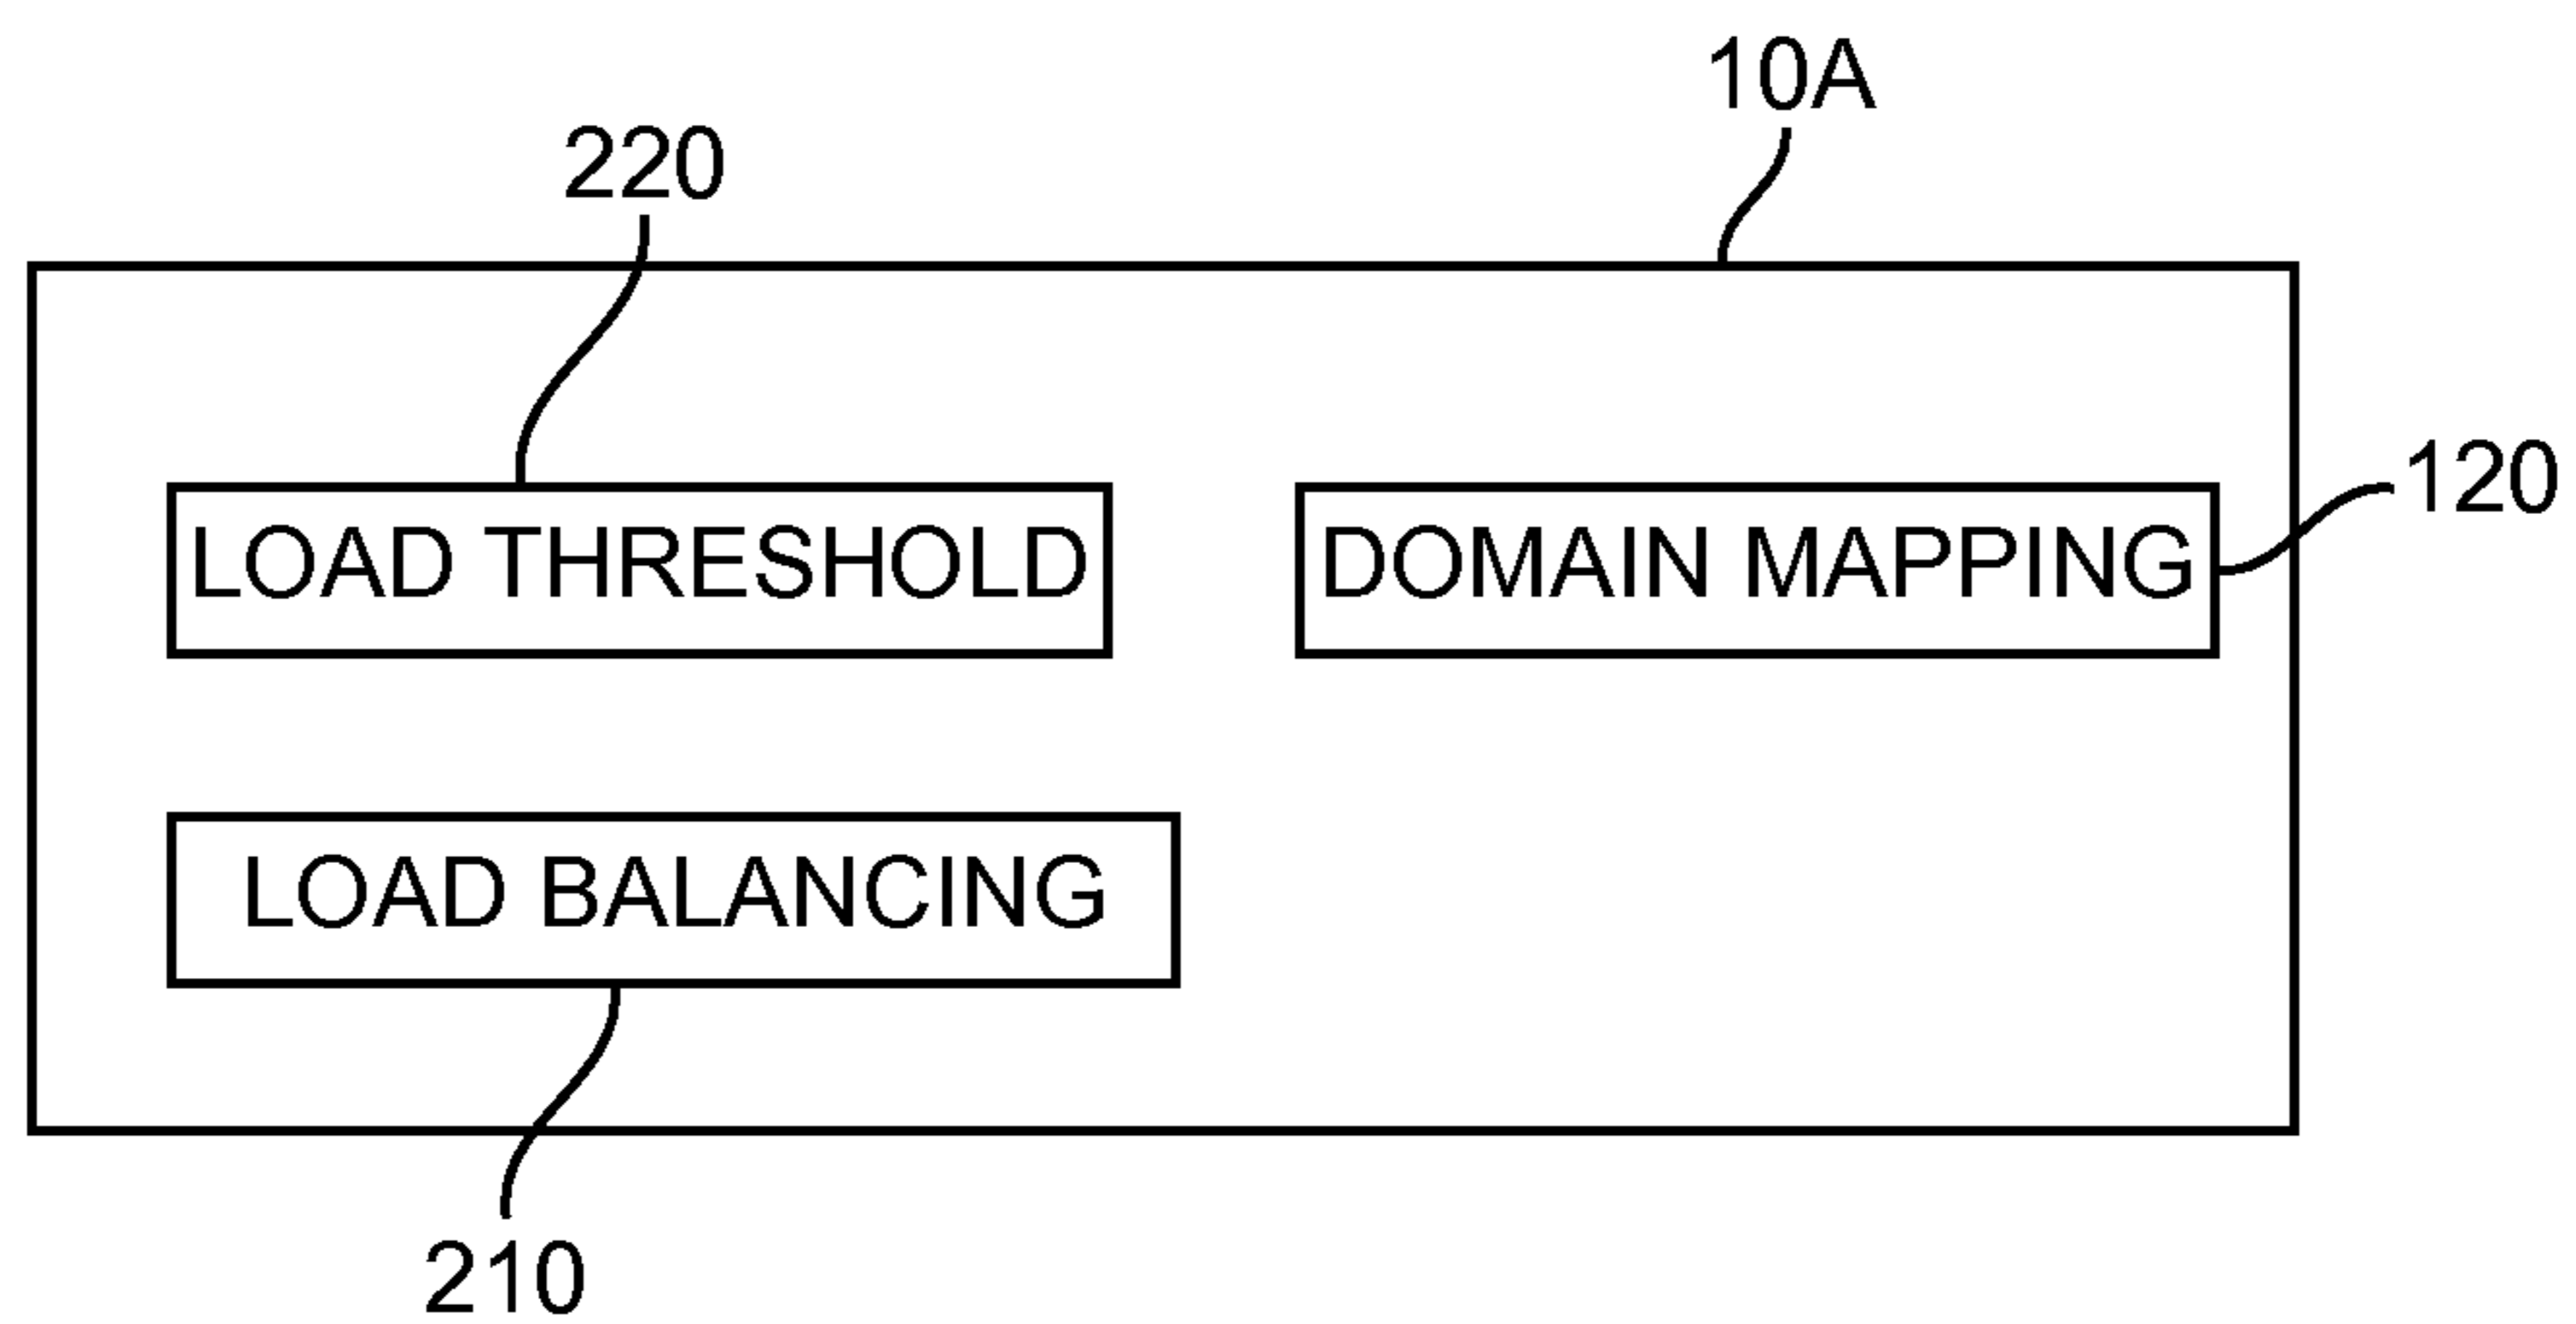 10A
220
120
LOAD THRESHOLD
DOMAIN MAPPING
LOAD BALANCING
210